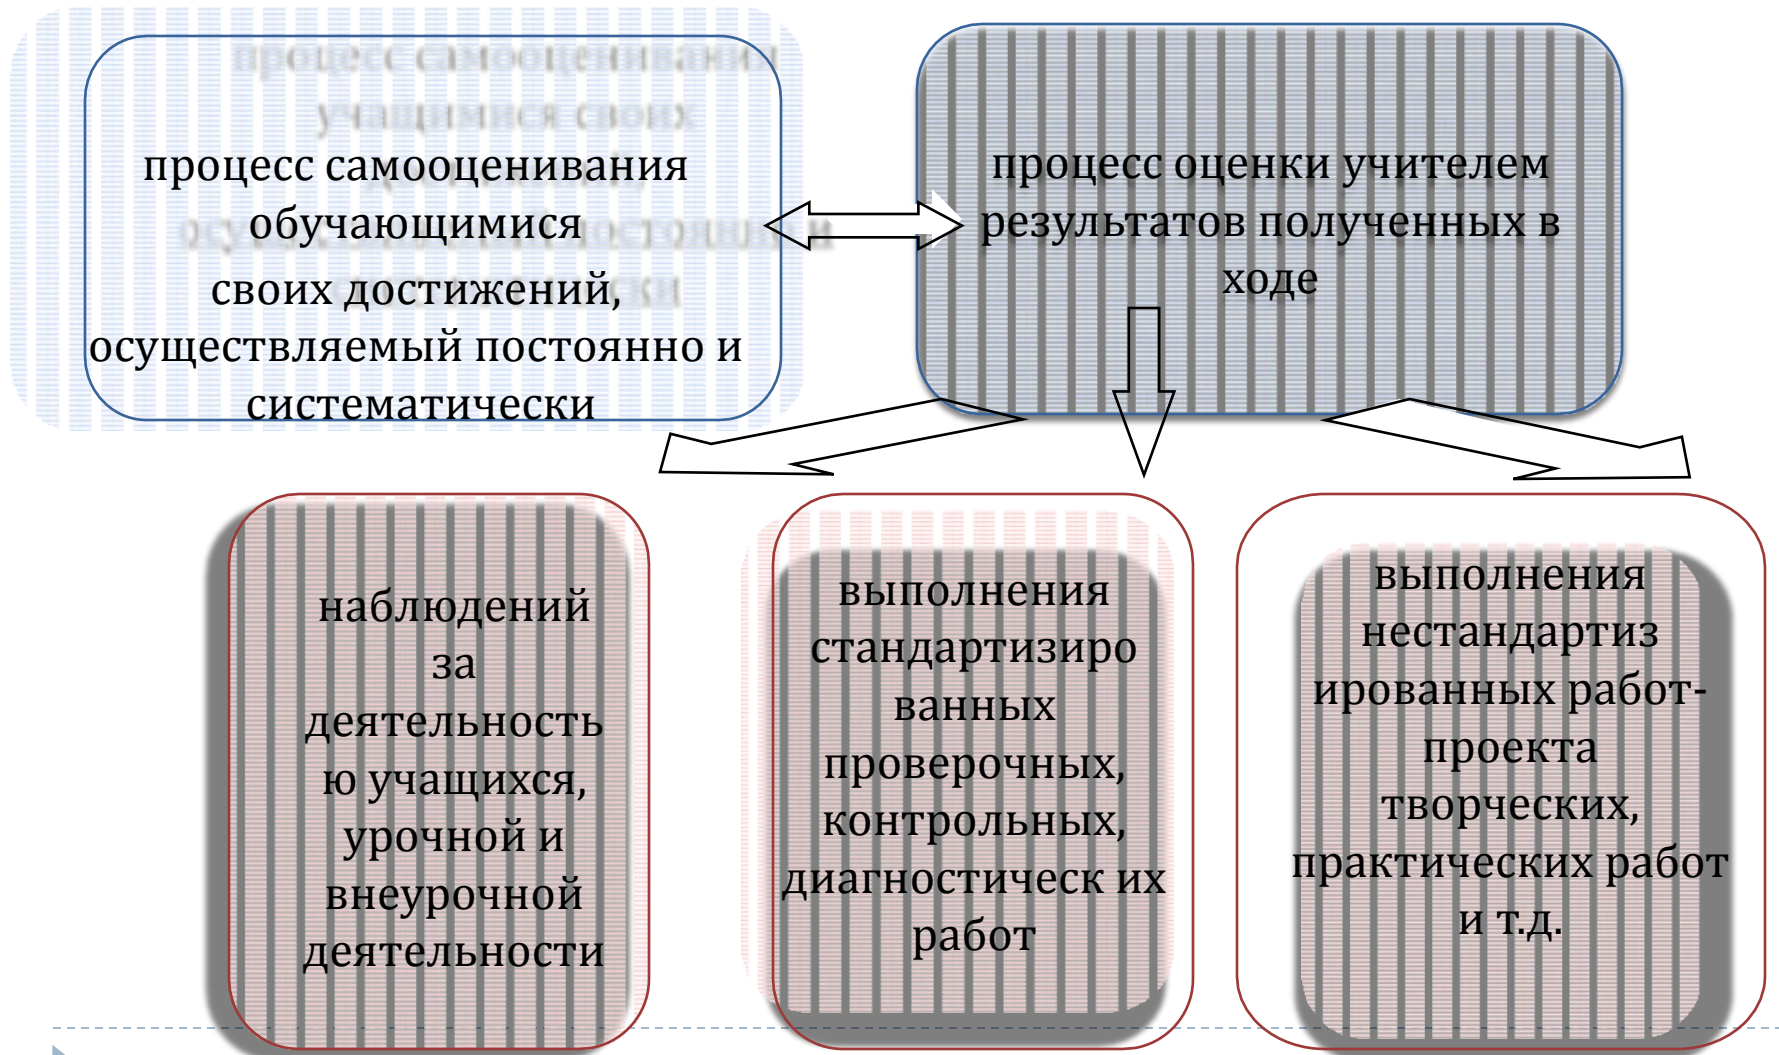 процесс самооценивания
обучающимися
своих достижений,
осуществляемый постоянно и
систематически
процесс оценки учителем
результатов полученных в
ходе
наблюдений
за
деятельность
ю учащихся,
урочной и
внеурочной
деятельности
выполнения
стандартизиро
ванных
проверочных,
контрольных,
диагностическ их
работ
выполнения
нестандартиз
ированных работ-
проекта
творческих,
практических работ
и т.д.